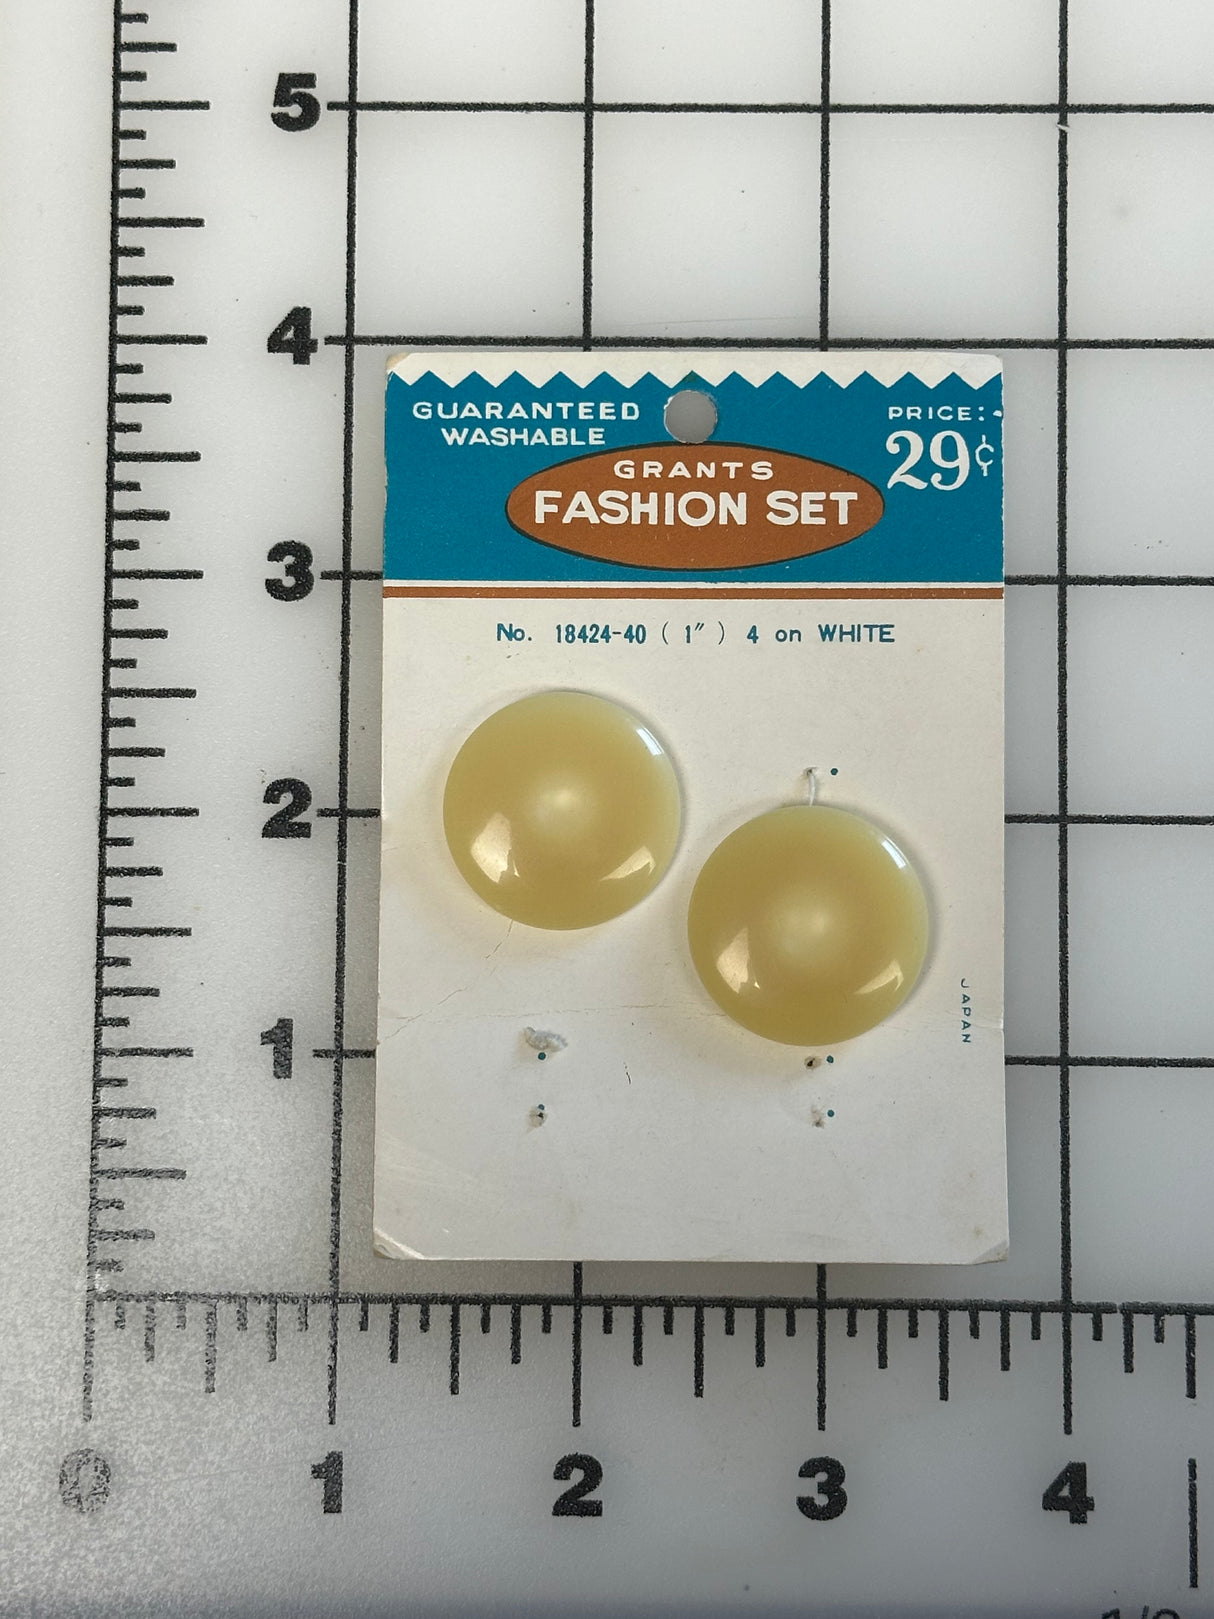 5
4
GUARANTEED
WASHABLE
PRICE:
29¢
GRANTS
FASHION SET
3
No. 18424-40 ( 1″ ) 4 on WHITE
2
JAPAN
1
0 1 2 3 4